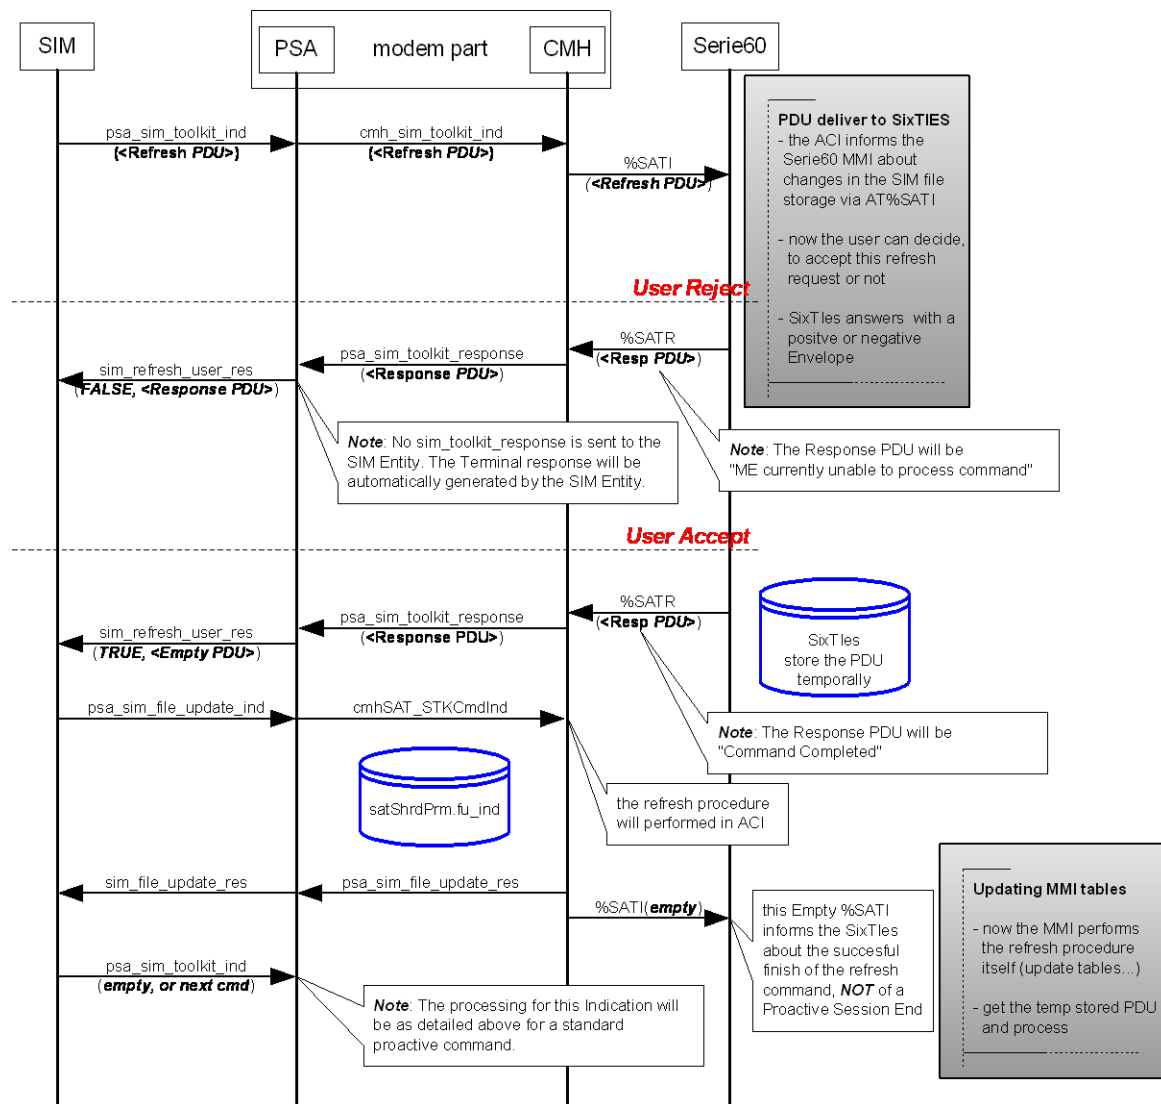 SIM
PSA
modem part
CMH
Serie60
psa_sim_toolkit_ind
(<Refresh PDU>)
cmh_sim_toolkit_ind
(<Refresh PDU>)
%SATI
(<Refresh PDU>)
PDU deliver to SixTIES
- the ACI informs the
Serie60 MMI about
changes in the SIM file
storage via AT%SATI
- now the user can decide,
to accept this refresh
request or not
- SixTIes answers with a
positve or negative
Envelope
User Reject
%SATR
(<Resp PDU>)
psa_sim_toolkit_response
(<Response PDU>)
sim_refresh_user_res
(FALSE, <Response PDU>)
Note: No sim_toolkit_response is sent to the
SIM Entity. The Terminal response will be
automatically generated by the SIM Entity.
Note: The Response PDU will be
"ME currently unable to process command"
User Accept
%SATR
(<Resp PDU>)
psa_sim_toolkit_response
(<Response PDU>)
sim_refresh_user_res
(TRUE, <Empty PDU>)
SixTIes
store the PDU
temporally
psa_sim_file_update_ind
cmhSAT_STKCmdInd
Note: The Response PDU will be
"Command Completed"
satShrdPrm.fu_ind
the refresh procedure
will performed in ACI
sim_file_update_res
psa_sim_file_update_res
%SATI(empty)
this Empty %SATI
informs the SixTIes
about the succesful
finish of the refresh
command, NOT of a
Proactive Session End
Updating MMI tables
- now the MMI performs
the refresh procedure
itself (update tables...)
- get the temp stored PDU
and process
psa_sim_toolkit_ind
(empty, or next cmd)
Note: The processing for this Indication will
be as detailed above for a standard
proactive command.